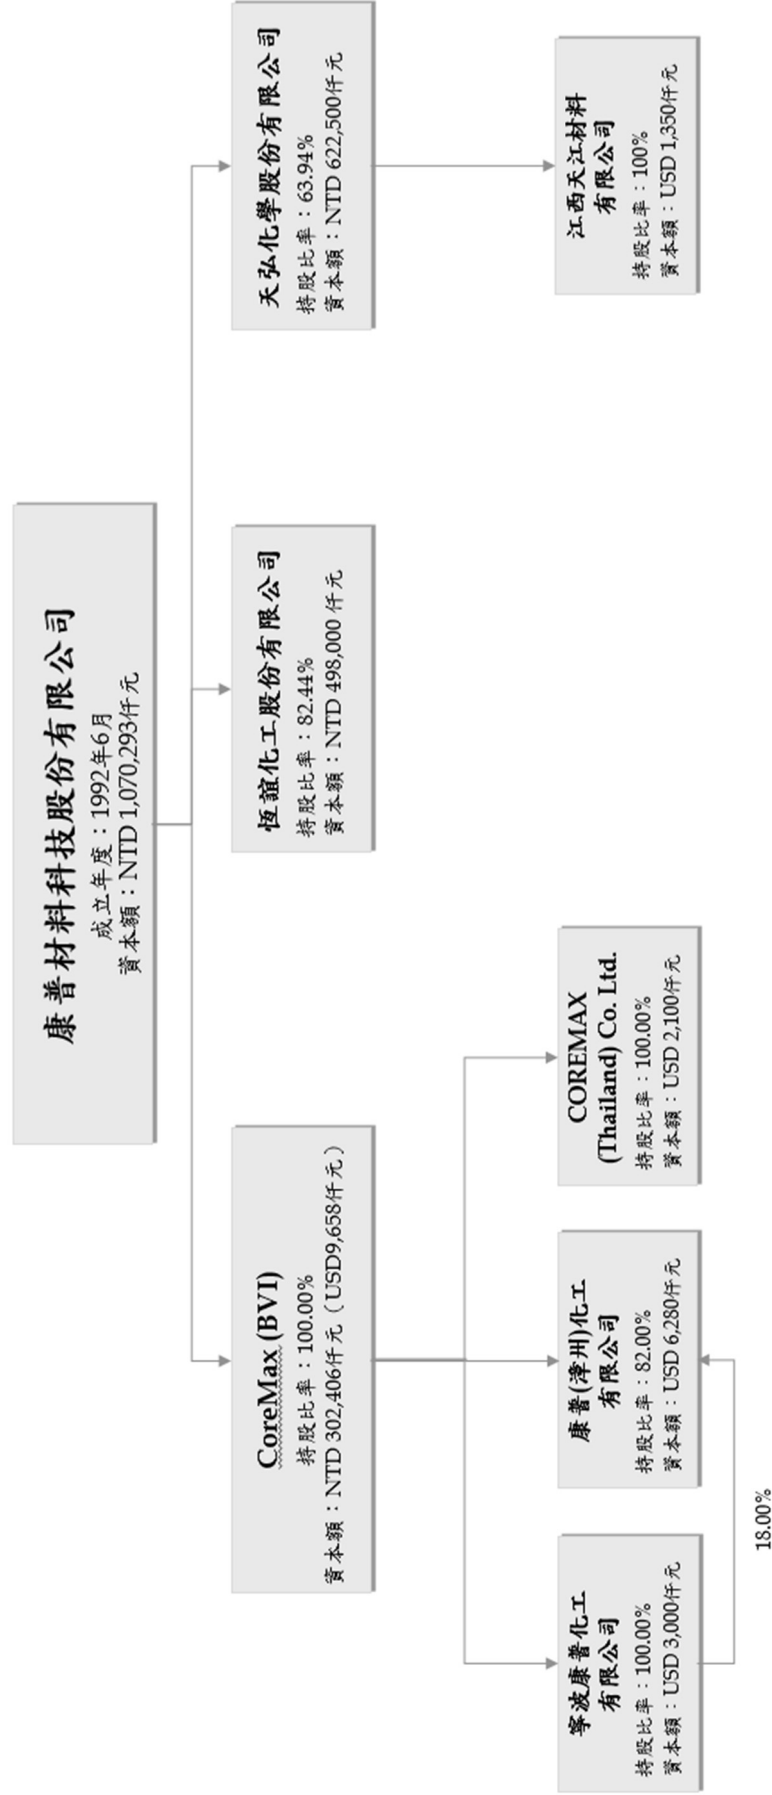 康普材料科技股份有限公司
成立年度：1992年6月
資本額：NTD 1,070,293仟元
CoreMax (BVI)
持股比率：100.00%
資本額：NTD 302,406仟元（USD9,658仟元）
恆誼化工股份有限公司
持股比率：82.44%
資本額：NTD 498,000 仟元
天弘化學股份有限公司
持股比率：63.94%
資本額：NTD 622,500仟元
寧波康普化工
有限公司
持股比率：100.00%
資本額：USD 3,000仟元
康普(漳州)化工
有限公司
持股比率：82.00%
資本額：USD 6,280仟元
COREMAX
(Thailand) Co. Ltd.
持股比率：100.00%
資本額：USD 2,100仟元
江西天江材料
有限公司
持股比率：100%
資本額：USD 1,350仟元
18.00%